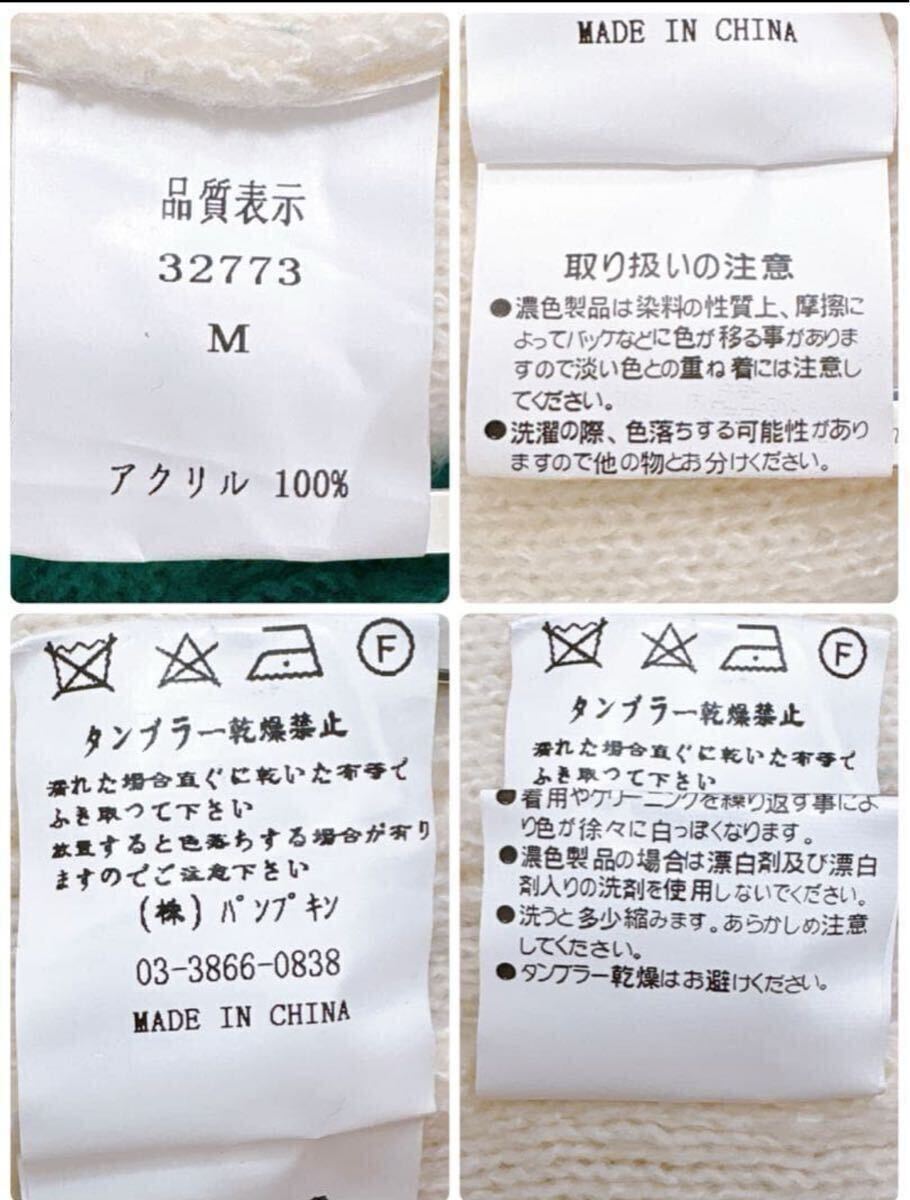 品質表示
32773
M
アクリル 100%
MADE IN CHINA
取り扱いの注意
●濃色製品は染料の性質上、摩擦に
よってバッケなどに色が移る事がありま
すので淡い色との重ね着には注意し
てください。
●洗濯の際、色落ちする可能性があり
ますので他の物とお分けください。
F
タンブラー乾燥禁止
濡れた場合直ぐに乾いた布等で
ふき取つて下さい
放置すると色落ちする場合が有り
ますのでご注意下さい
(株) パンプキン
03-3866-0838
MADE IN CHINA
F
タンブラー乾燥禁止
濡れた場合直ぐに乾いた布等で
ふき取つて下さい
●着用やクリーニングを繰り返す事によ
り色が徐々に白っぽくなります。
●濃色製品の場合は漂白剤及び漂白
剤入りの洗剤を使用しないでください。
●洗うと多少縮みます。あらかじめ注意
してください。
●タンブラー乾燥はお避けください。